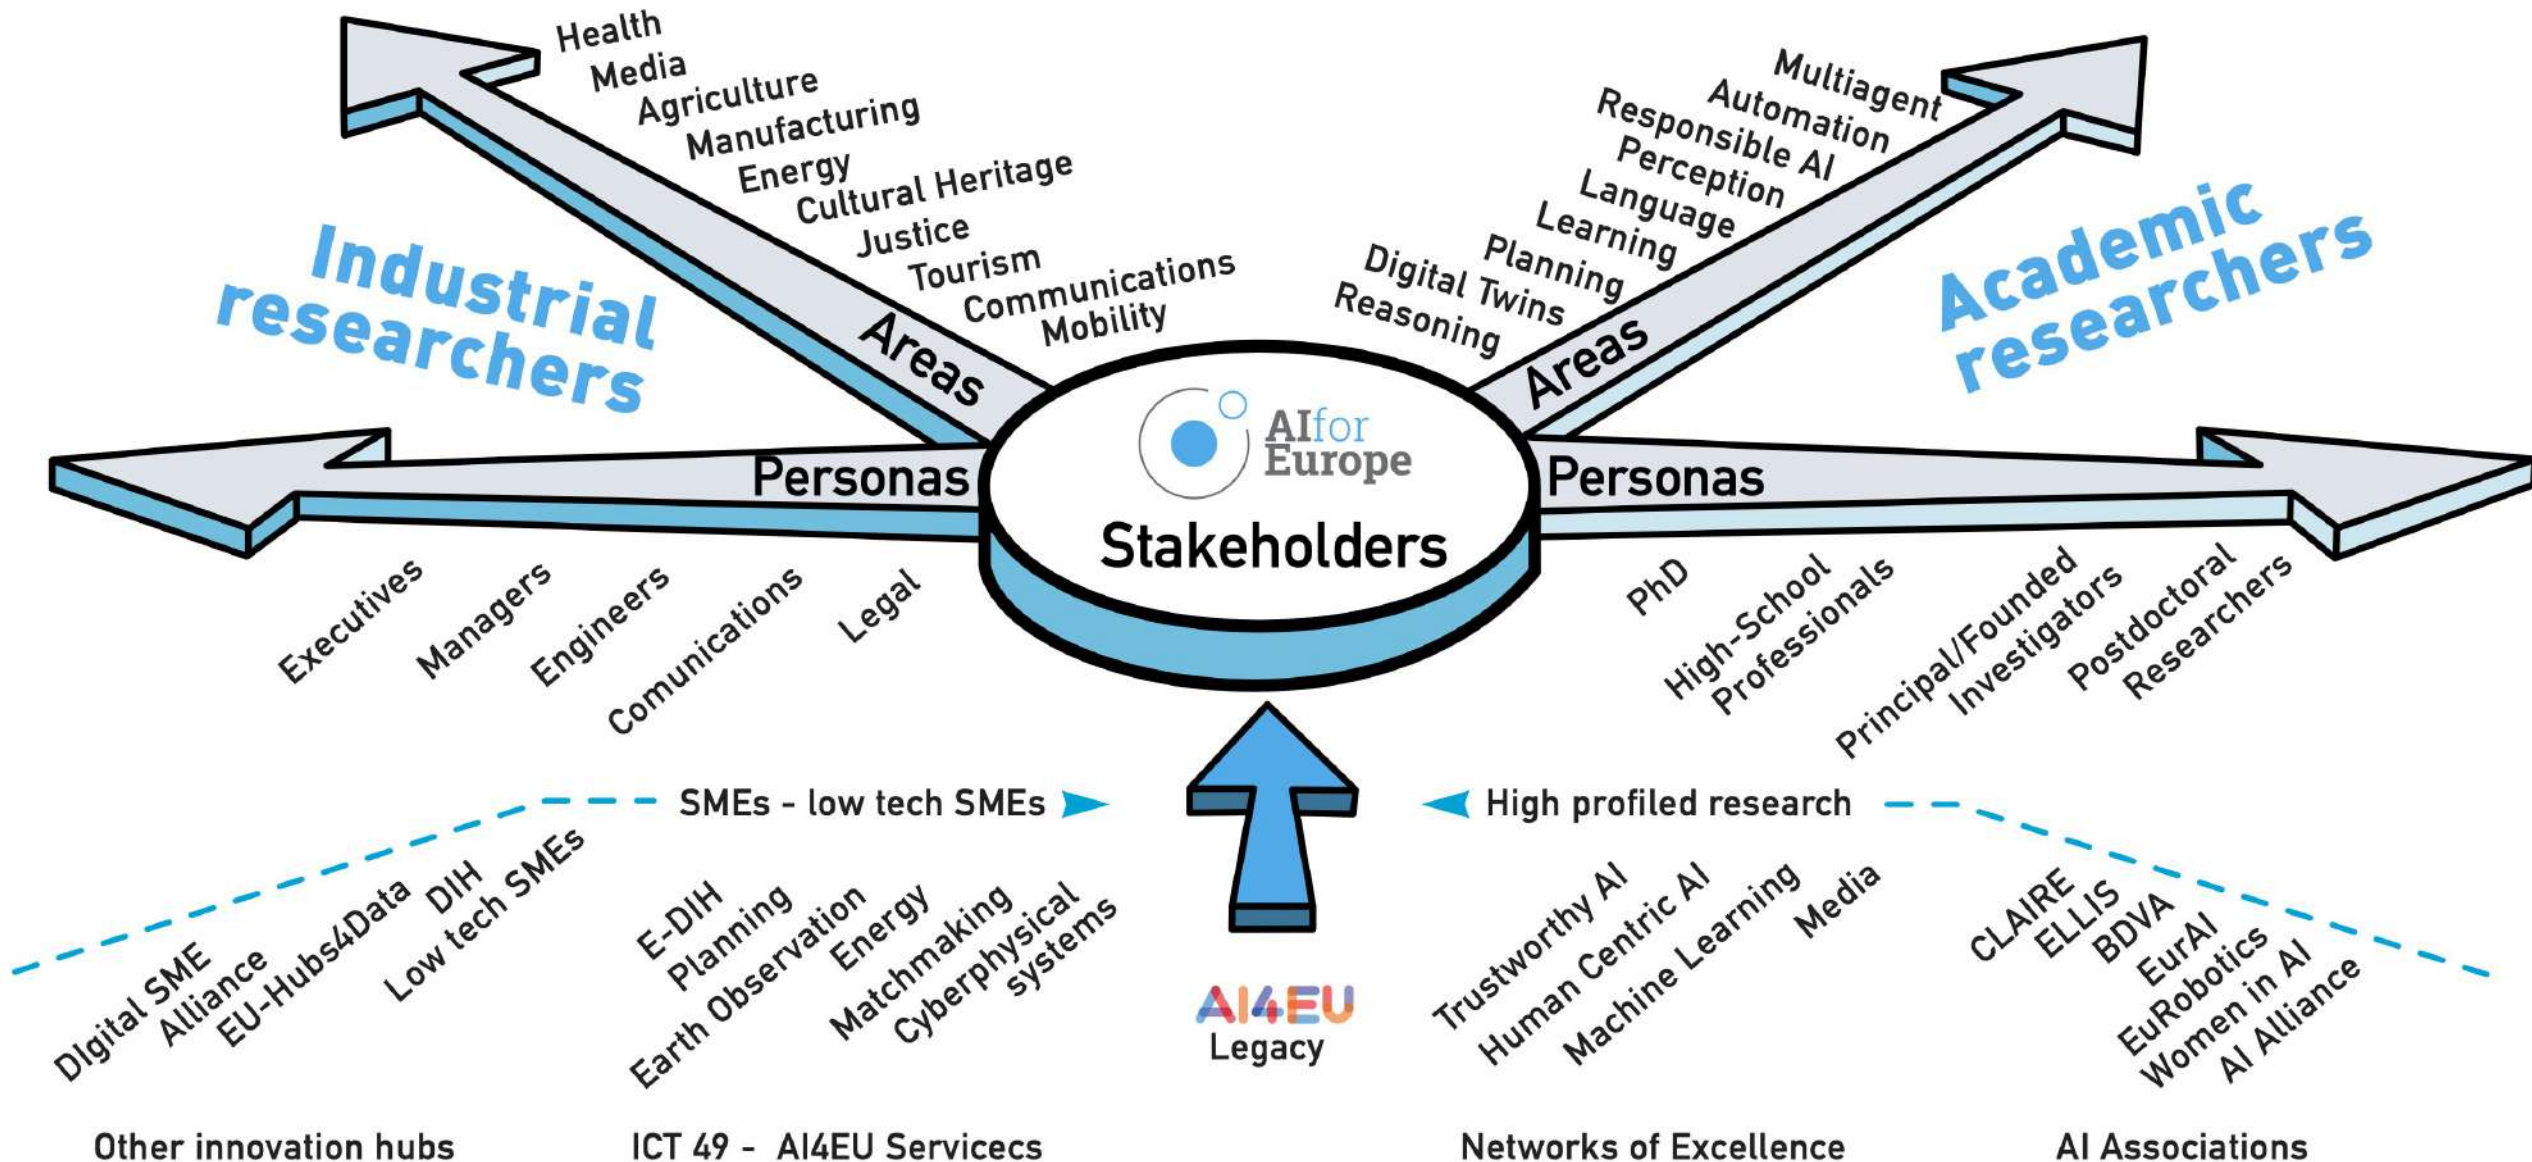 Health
Media
Agriculture
Manufacturing
Energy
Cultural Heritage
Justice
Tourism
Communications
Mobility
Multiagent
Automation
Responsible AI
Perception
Language
Learning
Planning
Digital Twins
Reasoning
Industrial
researchers
Academic
researchers
Areas
Areas
Personas
Personas
AIfor
Europe
Stakeholders
Executives
Managers
Engineers
Comunications
Legal
PhD
High-School
Professionals
Principal/Founded
Investigators
Postdoctoral
Researchers
SMEs - low tech SMEs
High profiled research
DIgital SME
Alliance
EU-Hubs4Data
DIH
Low tech SMEs
E-DIH
Planning
Earth Observation
Energy
Matchmaking
Cyberphysical
systems
AI4EU
Legacy
Trustworthy AI
Human Centric AI
Machine Learning
Media
CLAIRE
ELLIS
BDVA
EurAI
EuRobotics
Women in AI
AI Alliance
Other innovation hubs
ICT 49 - AI4EU Servicecs
Networks of Excellence
AI Associations